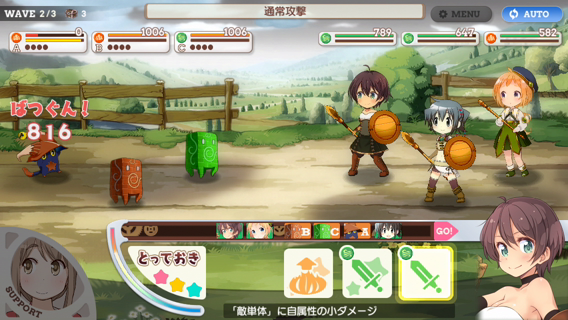 WAVE 2/3 3
通常攻撃
MENU
AUTO
0
A
1006
B
1006
C
789
647
582
ばつぐん!
816
B C A
GO!
とっておき
SUPPORT
「敵単体」に自属性の小ダメージ